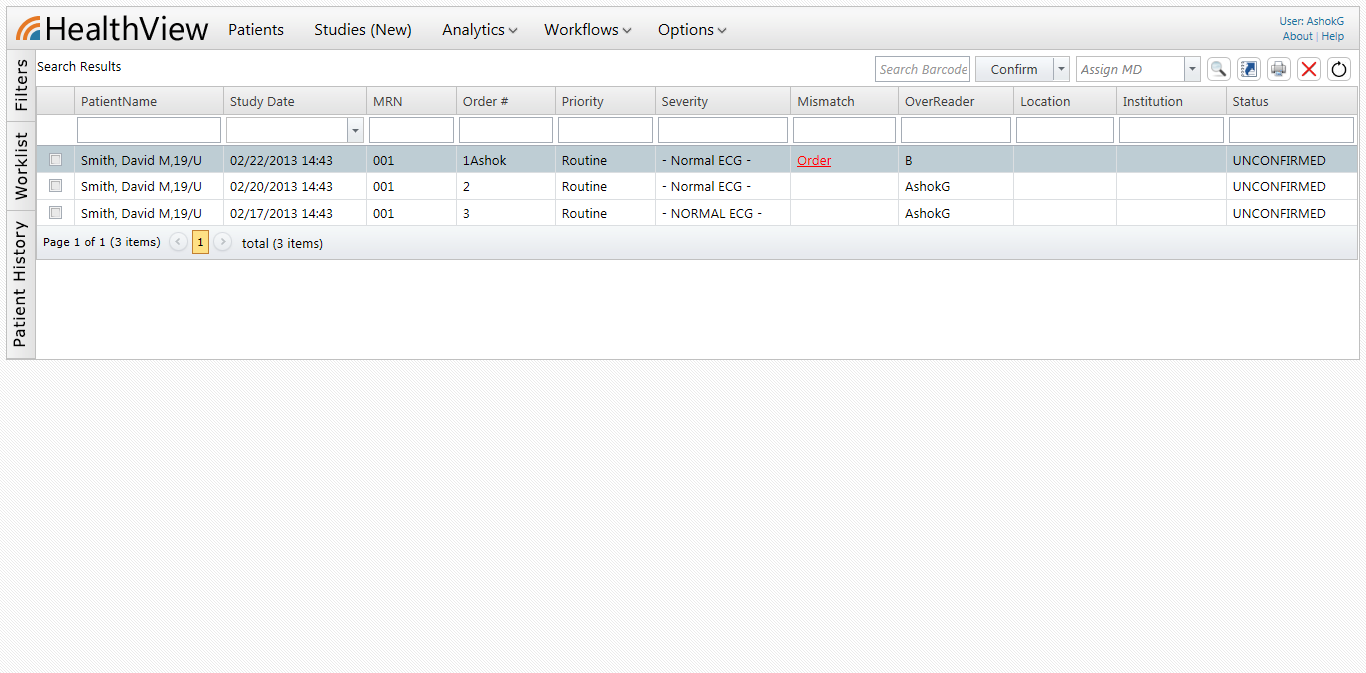 HealthView Patients Studies (New) Analytics Workflows Options
User: AshokG
About | Help
Filters
Worklist
Patient History
Search Results Search Barcode Confirm Assign MD
PatientName Study Date MRN Order # Priority Severity Mismatch OverReader Location Institution Status
Smith, David M,19/U 02/22/2013 14:43 001 1Ashok Routine - Normal ECG - Order B UNCONFIRMED
Smith, David M,19/U 02/20/2013 14:43 001 2 Routine - Normal ECG - AshokG UNCONFIRMED
Smith, David M,19/U 02/17/2013 14:43 001 3 Routine - NORMAL ECG - AshokG UNCONFIRMED
Page 1 of 1 (3 items) 1 total (3 items)